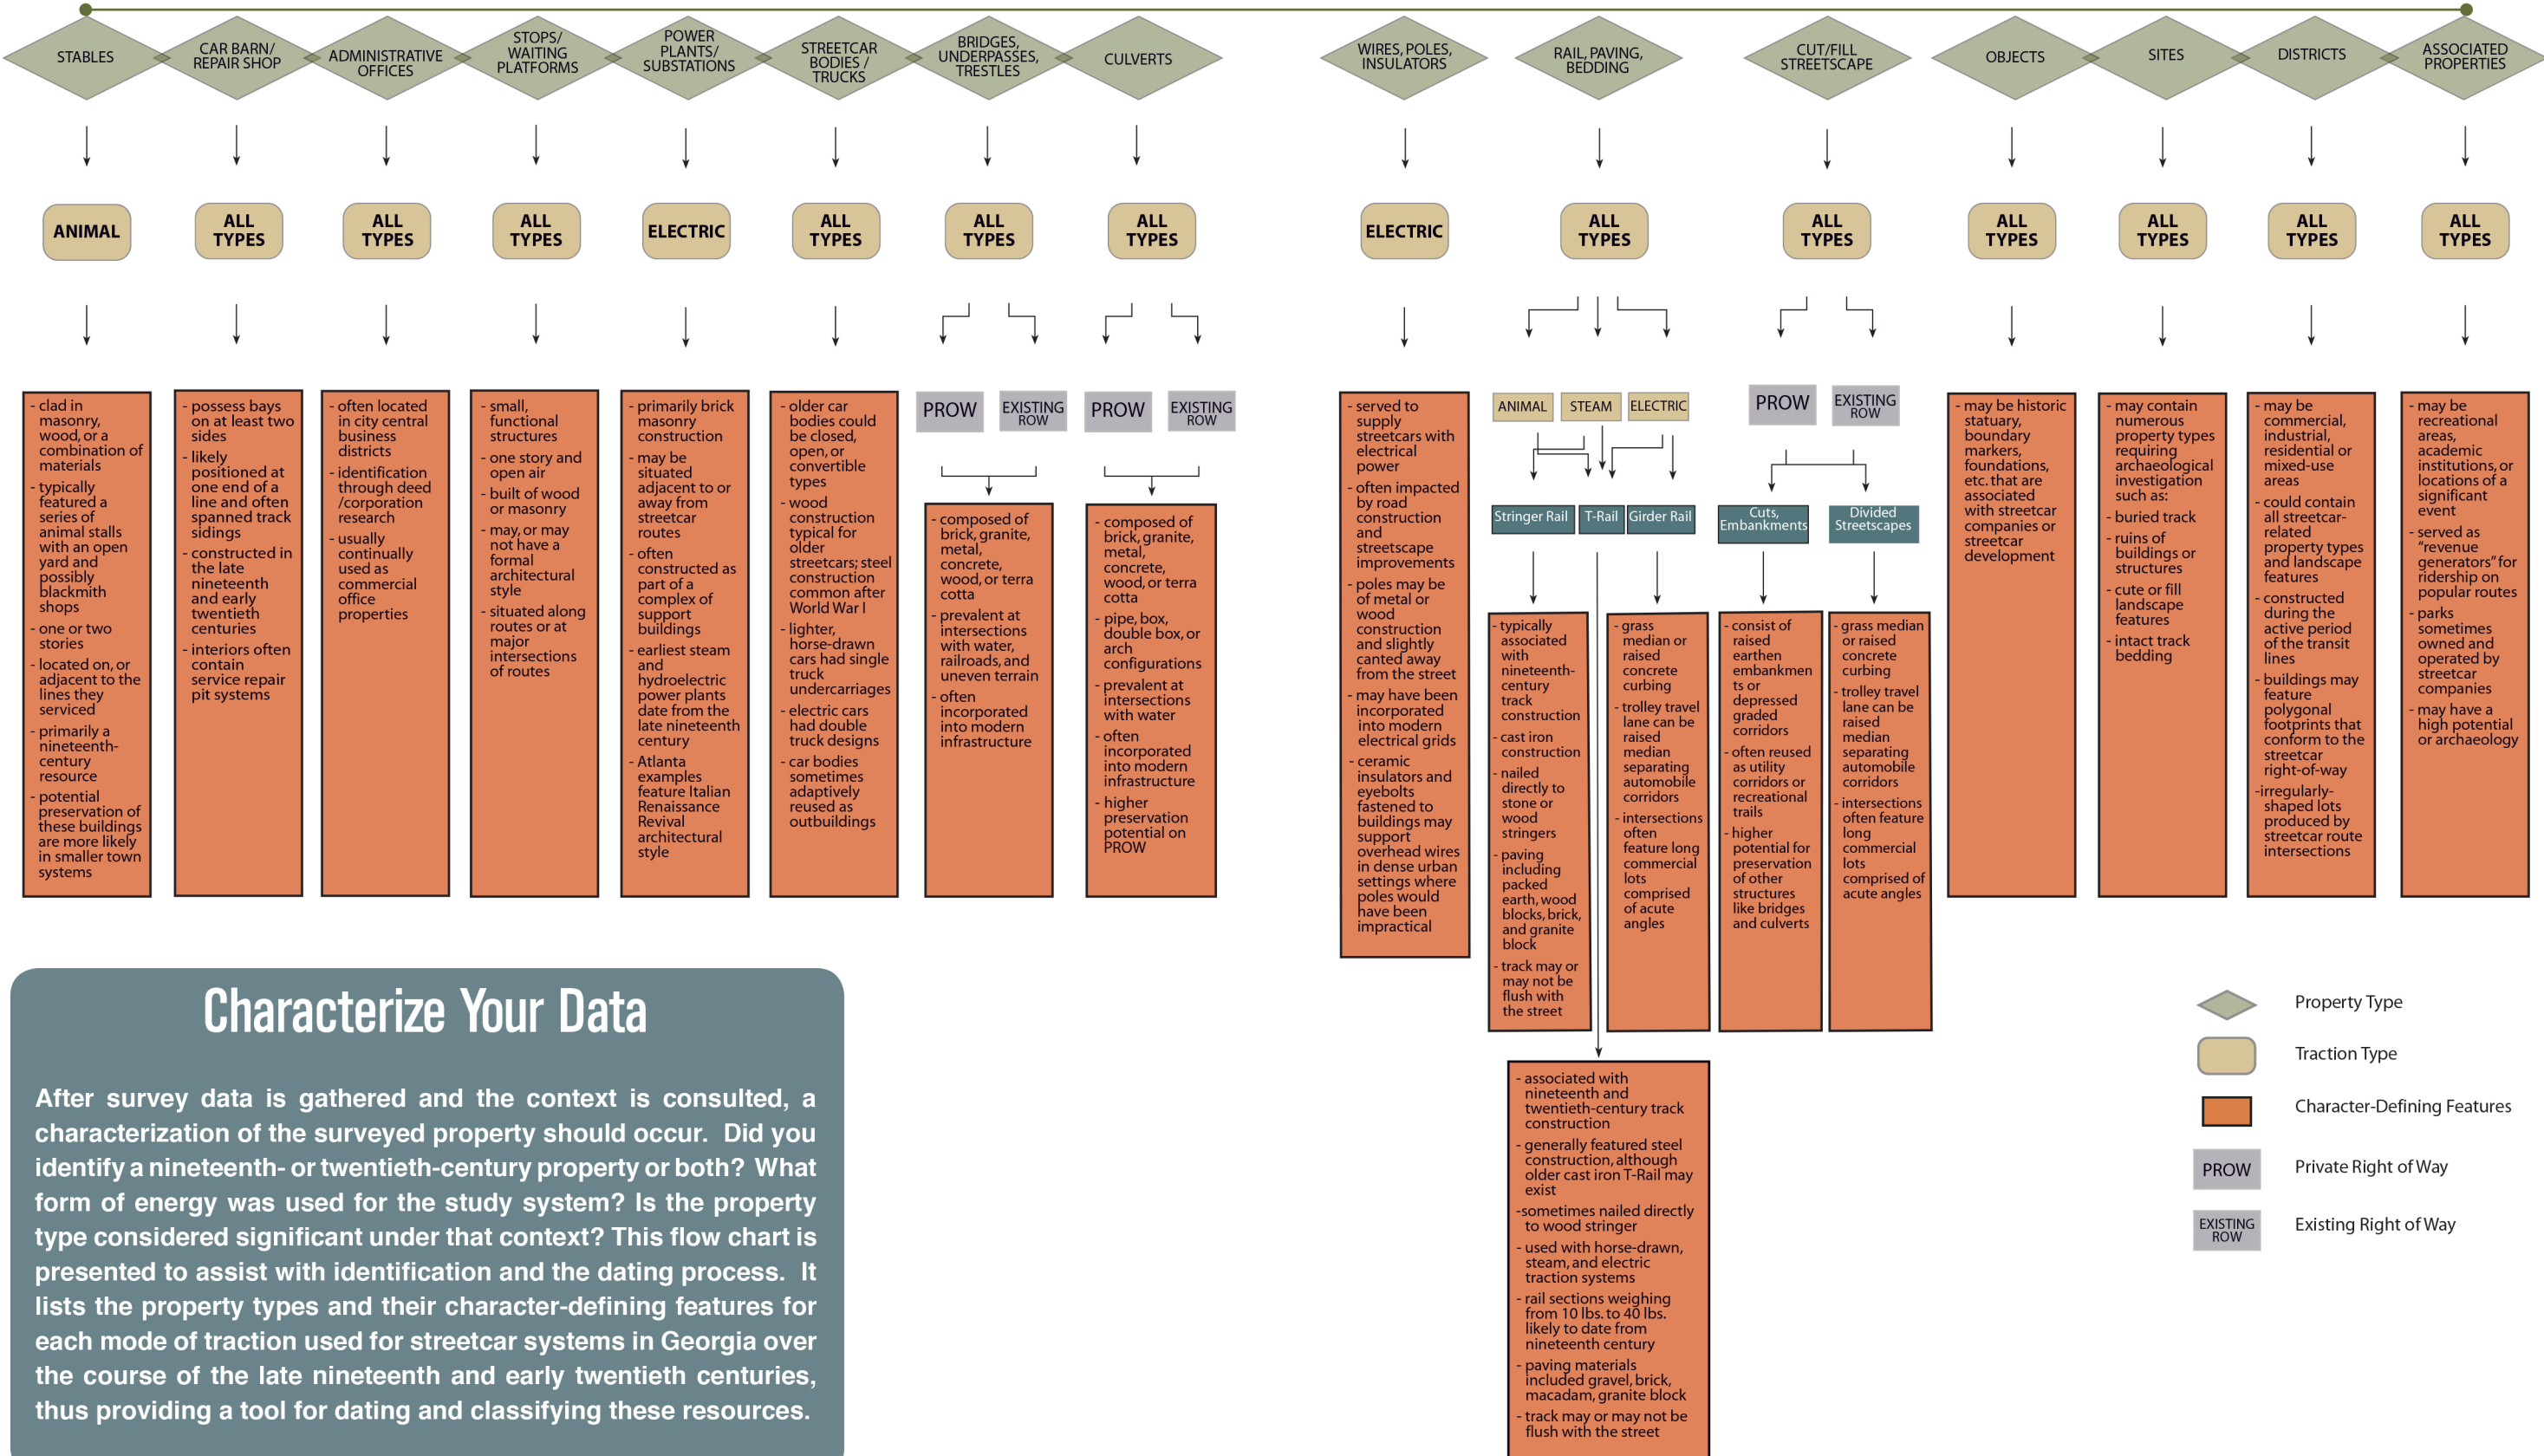 STABLES
CAR BARN/
REPAIR SHOP
ADMINISTRATIVE
OFFICES
STOPS/
WAITING
PLATFORMS
POWER
PLANTS/
SUBSTATIONS
STREETCAR
BODIES /
TRUCKS
BRIDGES,
UNDERPASSES,
TRESTLES
CULVERTS
WIRES, POLES,
INSULATORS
RAIL, PAVING,
BEDDING
CUT/FILL
STREETSCAPE
OBJECTS
SITES
DISTRICTS
ASSOCIATED
PROPERTIES
ANIMAL
ALL
TYPES
ALL
TYPES
ALL
TYPES
ELECTRIC
ALL
TYPES
ALL
TYPES
ALL
TYPES
ELECTRIC
ALL
TYPES
ALL
TYPES
ALL
TYPES
ALL
TYPES
ALL
TYPES
ALL
TYPES
- clad in
masonry,
wood, or a
combination of
materials
- typically
featured a
series of
animal stalls
with an open
yard and
possibly
blackmith
shops
- one or two
stories
- located on, or
adjacent to the
lines they
serviced
- primarily a
nineteenth-
century
resource
- potential
preservation of
these buildings
are more likely
in smaller town
systems
- possess bays
on at least two
sides
- likely
positioned at
one end of a
line and often
spanned track
sidings
- constructed in
the late
nineteenth
and early
twentieth
centuries
- interiors often
contain
service repair
pit systems
- often located
in city central
business
districts
- identification
through deed
/corporation
research
- usually
continually
used as
commercial
office
properties
- small,
functional
structures
- one story and
open air
- built of wood
or masonry
- may, or may
not have a
formal
architectural
style
- situated along
routes or at
major
intersections
of routes
- primarily brick
masonry
construction
- may be
situated
adjacent to or
away from
streetcar
routes
- often
constructed as
part of a
complex of
support
buildings
- earliest steam
and
hydroelectric
power plants
date from the
late nineteenth
century
- Atlanta
examples
feature Italian
Renaissance
Revival
architectural
style
- older car
bodies could
be closed,
open, or
convertible
types
- wood
construction
typical for
older
streetcars; steel
construction
common after
World War I
- lighter,
horse-drawn
cars had single
truck
undercarriages
- electric cars
had double
truck designs
- car bodies
sometimes
adaptively
reused as
outbuildings
PROW
EXISTING
ROW
- composed of
brick, granite,
metal,
concrete,
wood, or terra
cotta
- prevalent at
intersections
with water,
railroads, and
uneven terrain
- often
incorporated
into modern
infrastructure
PROW
EXISTING
ROW
- composed of
brick, granite,
metal,
concrete,
wood, or terra
cotta
- pipe, box,
double box, or
arch
configurations
- prevalent at
intersections
with water
- often
incorporated
into modern
infrastructure
- higher
preservation
potential on
PROW
- served to
supply
streetcars with
electrical
power
- often impacted
by road
construction
and
streetscape
improvements
- poles may be
of metal or
wood
construction
and slightly
canted away
from the street
- may have been
incorporated
into modern
electrical grids
- ceramic
insulators and
eyebolts
fastened to
buildings may
support
overhead wires
in dense urban
settings where
poles would
have been
impractical
ANIMAL
STEAM
ELECTRIC
Stringer Rail
T-Rail
Girder Rail
- typically
associated
with
nineteenth-
century
track
construction
- cast iron
construction
- nailed
directly to
stone or
wood
stringers
- paving
including
packed
earth, wood
blocks, brick,
and granite
block
- track may or
may not be
flush with
the street
- grass
median or
raised
concrete
curbing
- trolley travel
lane can be
raised
median
separating
automobile
corridors
- intersections
often
feature long
commercial
lots
comprised
of acute
angles
- associated with
nineteenth and
twentieth-century track
construction
- generally featured steel
construction, although
older cast iron T-Rail may
exist
-sometimes nailed directly
to wood stringer
- used with horse-drawn,
steam, and electric
traction systems
- rail sections weighing
from 10 lbs. to 40 lbs.
likely to date from
nineteenth century
- paving materials
included gravel, brick,
macadam, granite block
- track may or may not be
flush with the street
PROW
EXISTING
ROW
Cuts,
Embankments
Divided
Streetscapes
- consist of
raised
earthen
embankmen
ts or
depressed
graded
corridors
- often reused
as utility
corridors or
recreational
trails
- higher
potential for
preservation
of other
structures
like bridges
and culverts
- grass median
or raised
concrete
curbing
- trolley travel
lane can be
raised
median
separating
automobile
corridors
- intersections
often feature
long
commercial
lots
comprised of
acute angles
- may be historic
statuary,
boundary
markers,
foundations,
etc. that are
associated
with streetcar
companies or
streetcar
development
- may contain
numerous
property types
requiring
archaeological
investigation
such as:
- buried track
- ruins of
buildings or
structures
- cute or fill
landscape
features
- intact track
bedding
- may be
commercial,
industrial,
residential or
mixed-use
areas
- could contain
all streetcar-
related
property types
and landscape
features
- constructed
during the
active period
of the transit
lines
- buildings may
feature
polygonal
footprints that
conform to the
streetcar
right-of-way
-irregularly-
shaped lots
produced by
streetcar route
intersections
- may be
recreational
areas,
academic
institutions, or
locations of a
significant
event
- served as
"revenue
generators" for
ridership on
popular routes
- parks
sometimes
owned and
operated by
streetcar
companies
- may have a
high potential
or archaeology
Characterize Your Data
After survey data is gathered and the context is consulted, a
characterization of the surveyed property should occur. Did you
identify a nineteenth- or twentieth-century property or both? What
form of energy was used for the study system? Is the property
type considered significant under that context? This flow chart is
presented to assist with identification and the dating process. It
lists the property types and their character-defining features for
each mode of traction used for streetcar systems in Georgia over
the course of the late nineteenth and early twentieth centuries,
thus providing a tool for dating and classifying these resources.
Property Type
Traction Type
Character-Defining Features
PROW
Private Right of Way
EXISTING
ROW
Existing Right of Way